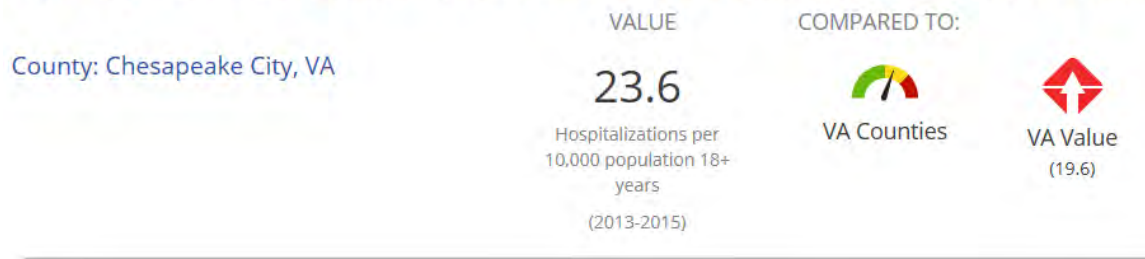 VALUE
COMPARED TO:
County: Chesapeake City, VA
23.6
Hospitalizations per
10,000 population 18+
years
(2013-2015)
VA Counties
VA Value
(19.6)